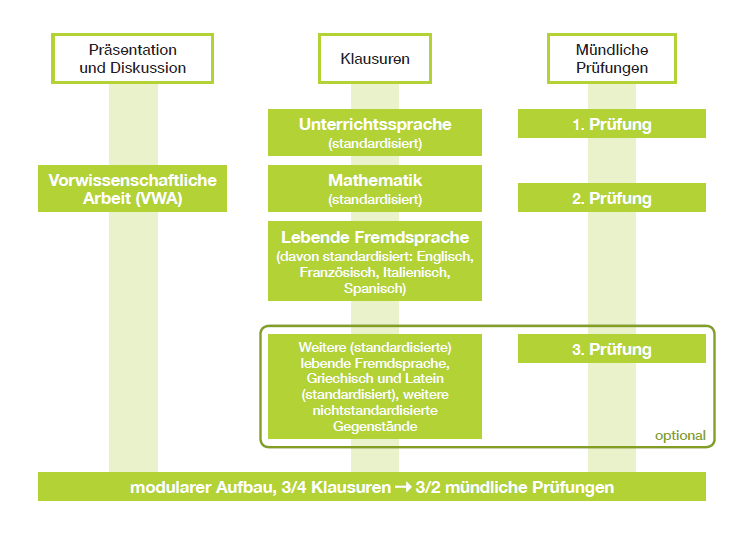 Präsentation
und Diskussion
Klausuren
Mündliche
Prüfungen
Unterrichtssprache
(standardisiert)
1. Prüfung
Vorwissenschaftliche
Arbeit (VWA)
Mathematik
(standardisiert)
2. Prüfung
Lebende Fremdsprache
(davon standardisiert: Englisch,
Französisch, Italienisch,
Spanisch)
Weitere (standardisierte)
lebende Fremdsprache,
Griechisch und Latein
(standardisiert), weitere
nichtstandardisierte
Gegenstände
3. Prüfung
optional
modularer Aufbau, 3/4 Klausuren → 3/2 mündliche Prüfungen